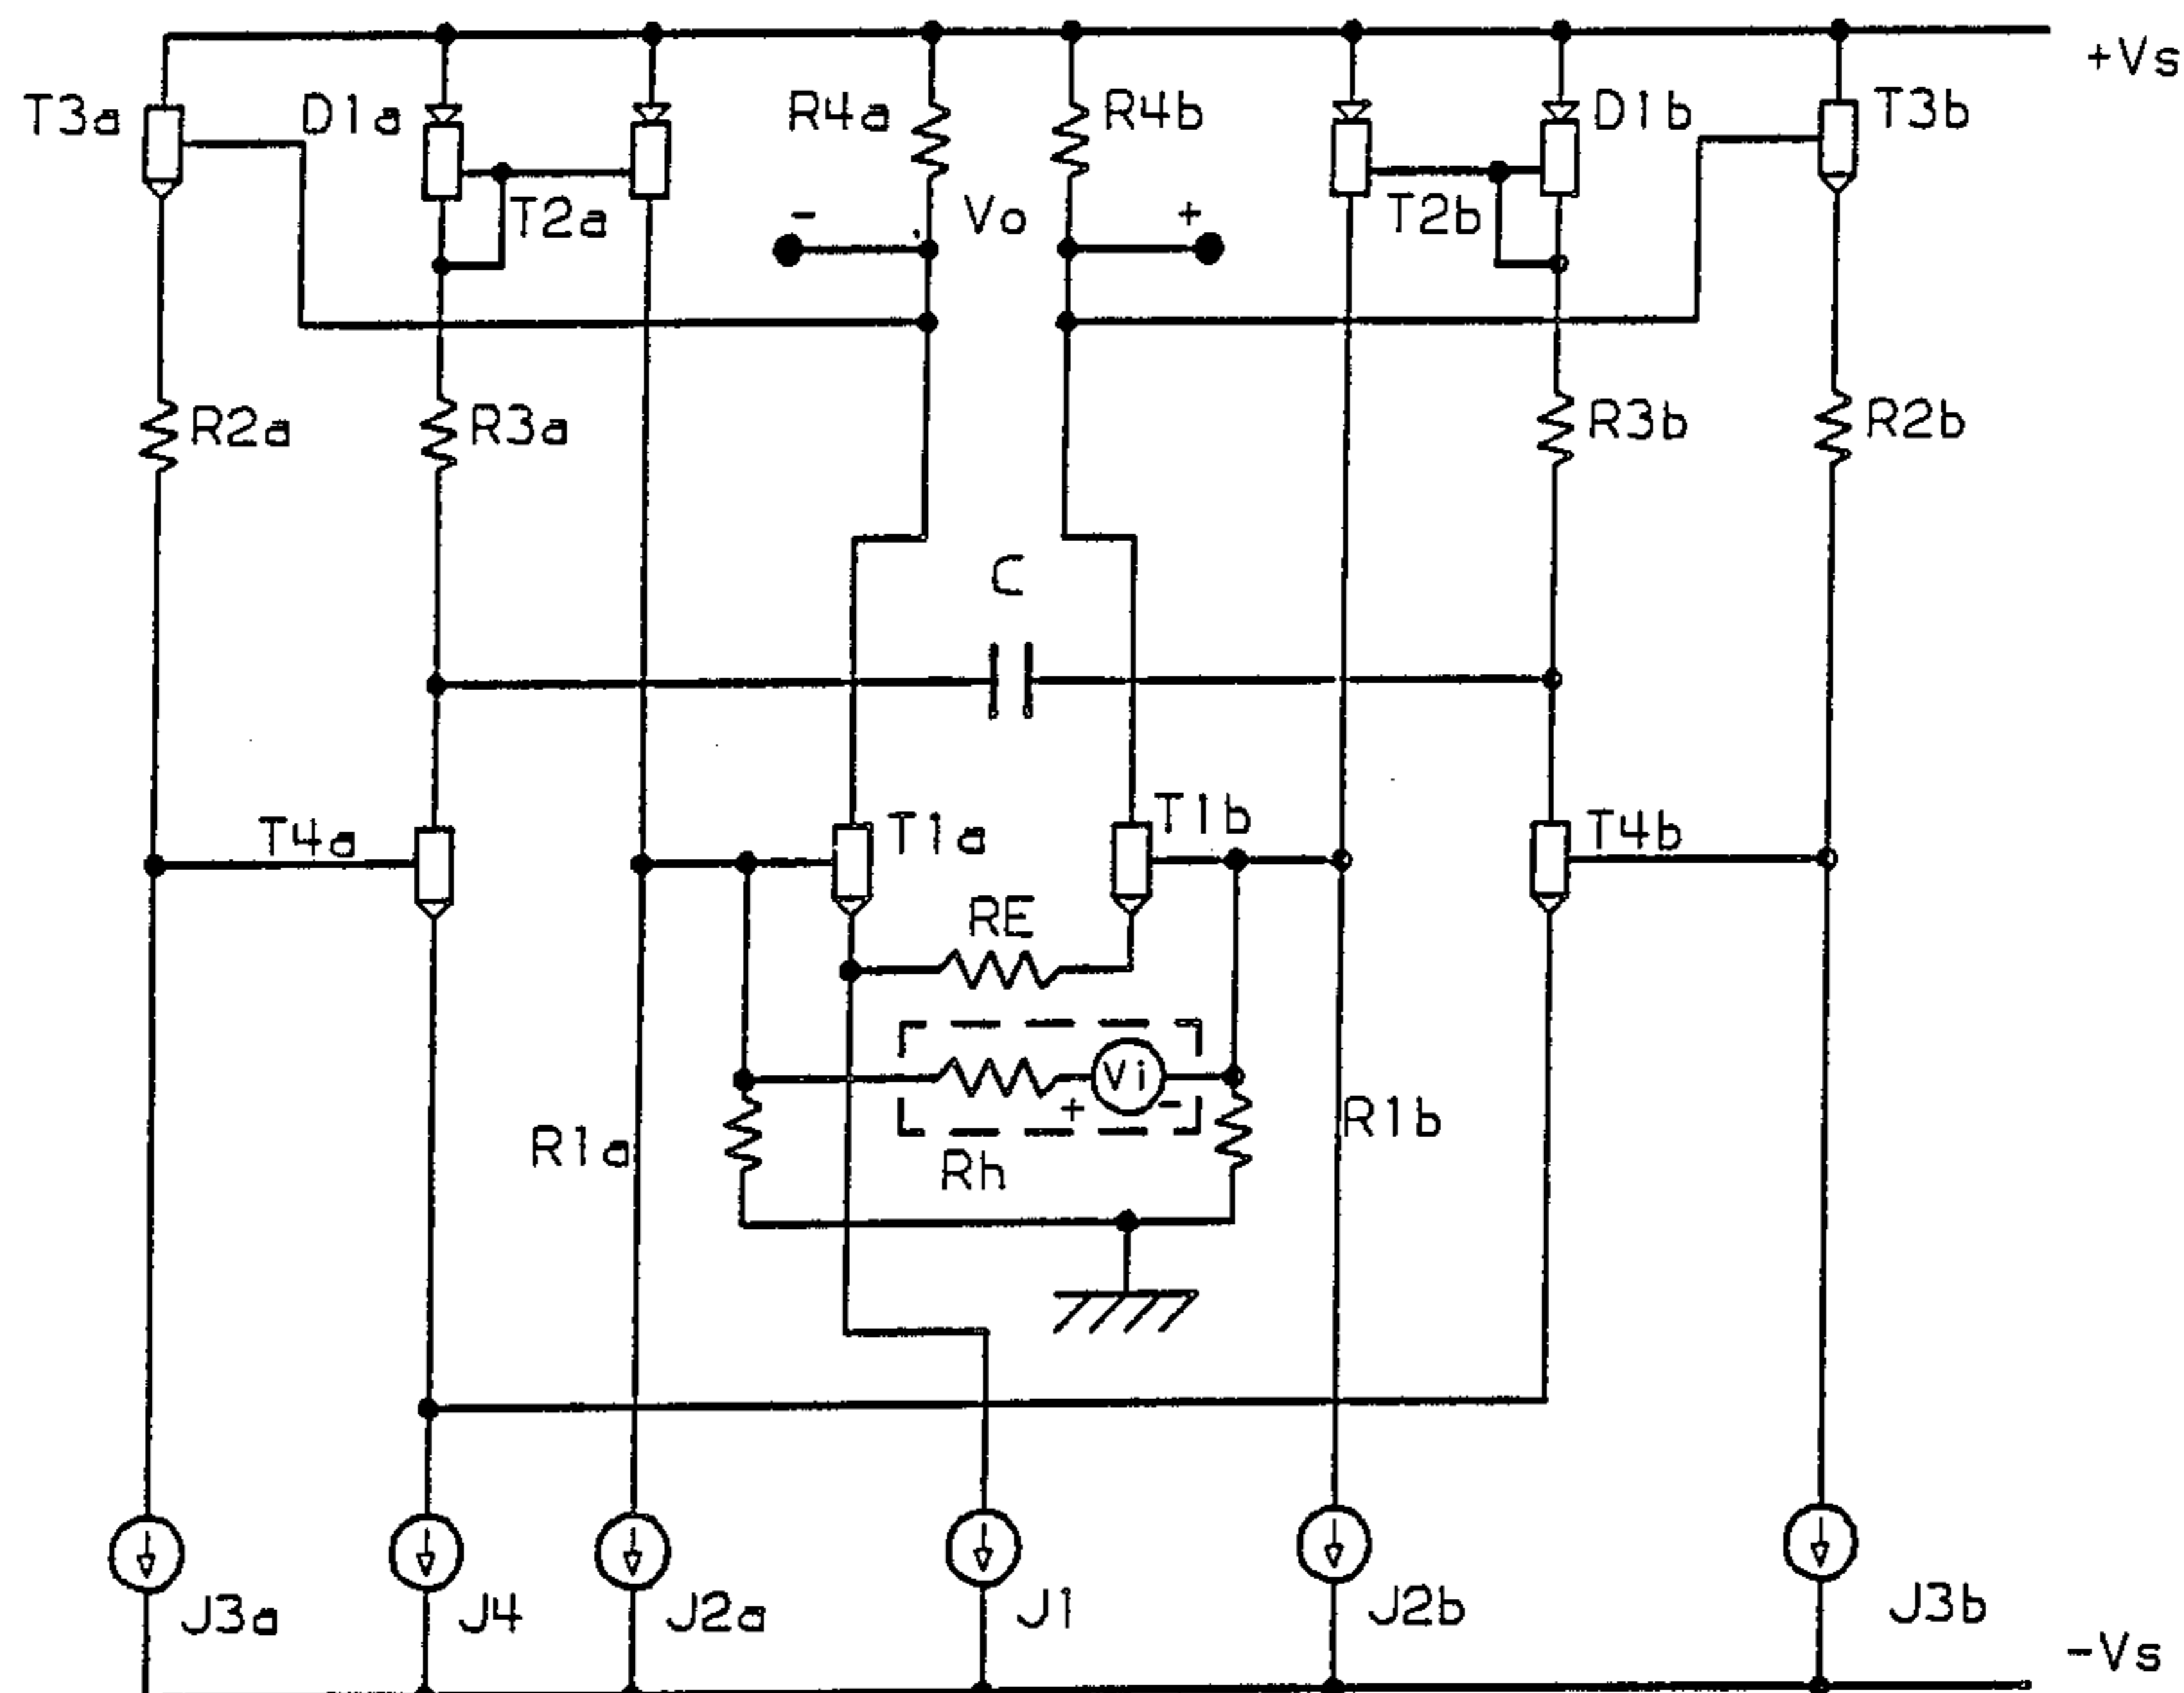 +Vs
T3a
D1a
R4a
R4b
D1b
T3b
T2a
-
Vo
+
T2b
R2a
R3a
R3b
R2b
C
T4a
T1a
T1b
T4b
RE
Vi
+
-
R1a
Rh
R1b
J3a
J4
J2a
J1
J2b
J3b
-Vs